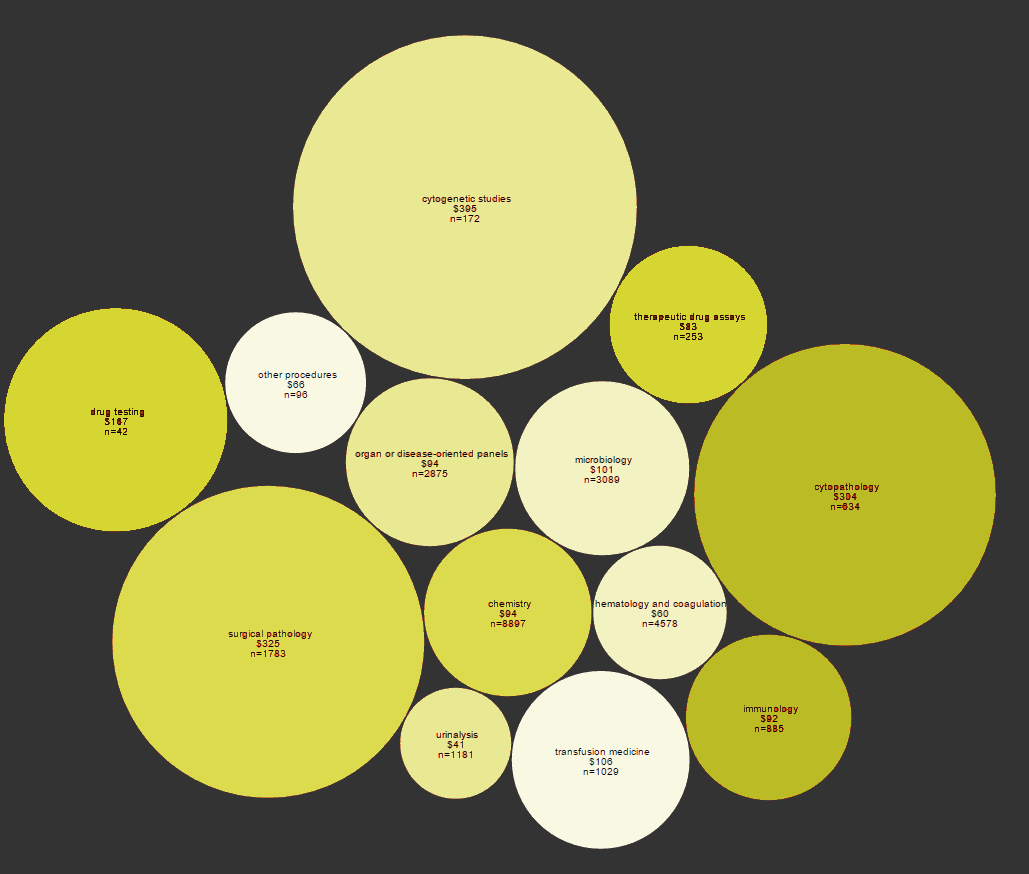 cytogenetic studies
$395
n=172
therapeutic drug assays
$83
n=253
other procedures
$66
n=96
drug testing
$167
n=42
organ or disease-oriented panels
$94
n=2875
microbiology
$101
n=3089
cytopathology
$304
n=634
chemistry
$94
n=8897
hematology and coagulation
$60
n=4578
surgical pathology
$325
n=1783
immunology
$92
n=885
urinalysis
$41
n=1181
transfusion medicine
$106
n=1029